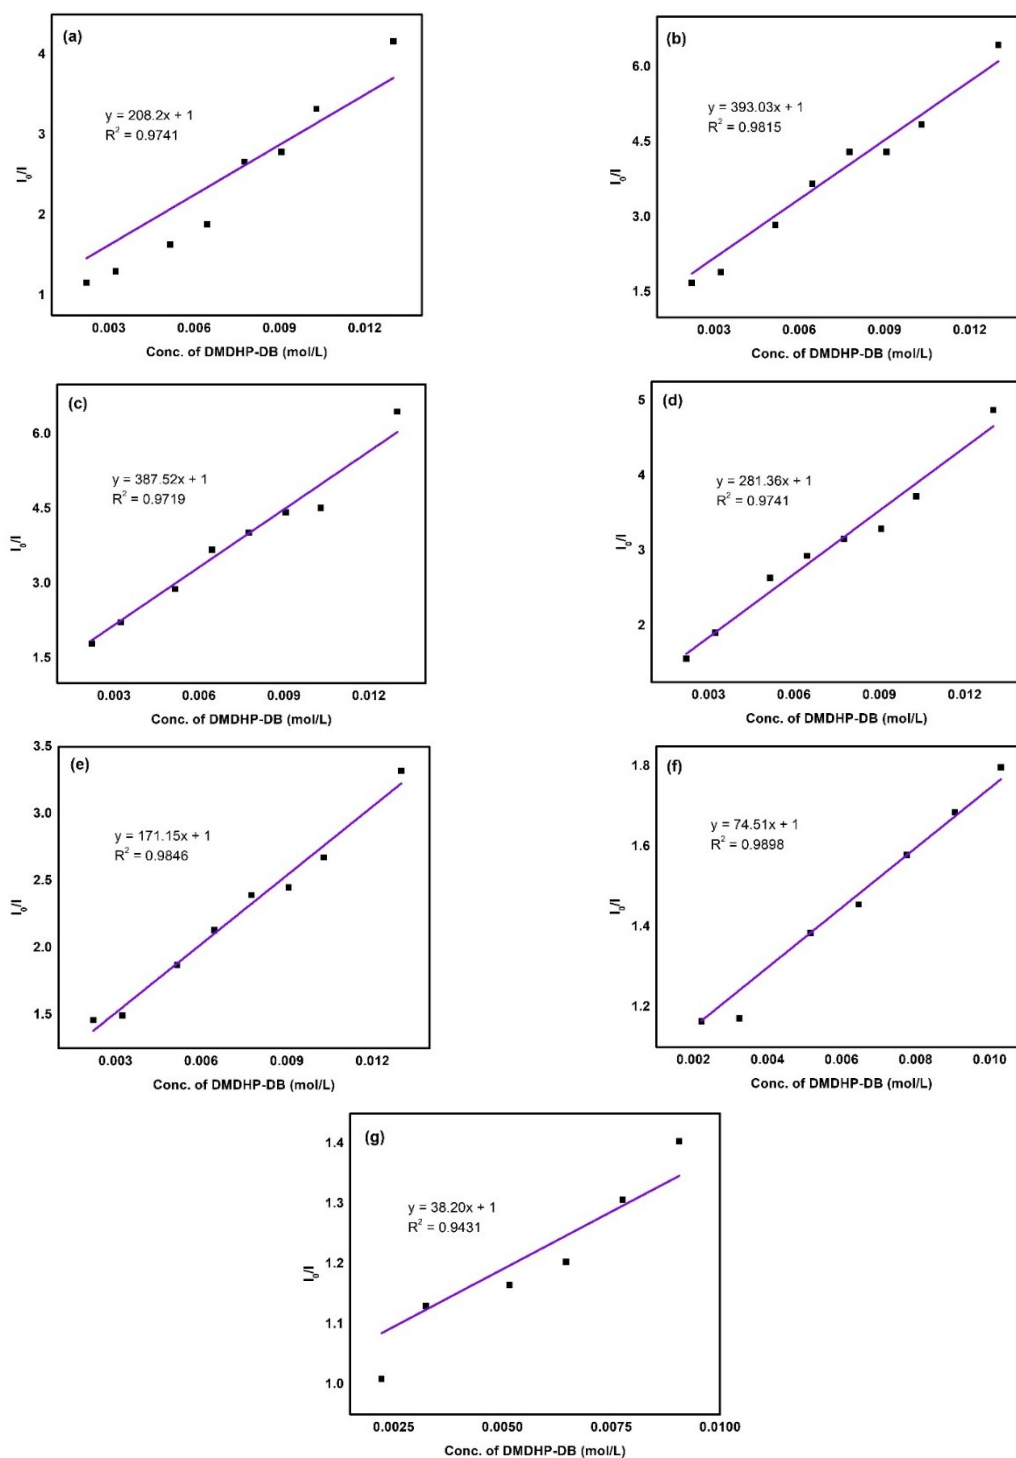 (a)
y = 208.2x + 1
R² = 0.9741
I₀/I
4
3
2
1
0.003 0.006 0.009 0.012
Conc. of DMDHP-DB (mol/L)
(b)
y = 393.03x + 1
R² = 0.9815
I₀/I
6.0
4.5
3.0
1.5
0.003 0.006 0.009 0.012
Conc. of DMDHP-DB (mol/L)
(c)
y = 387.52x + 1
R² = 0.9719
I₀/I
6.0
4.5
3.0
1.5
0.003 0.006 0.009 0.012
Conc. of DMDHP-DB (mol/L)
(d)
y = 281.36x + 1
R² = 0.9741
I₀/I
5
4
3
2
0.003 0.006 0.009 0.012
Conc. of DMDHP-DB (mol/L)
(e)
y = 171.15x + 1
R² = 0.9846
I₀/I
3.5
3.0
2.5
2.0
1.5
0.003 0.006 0.009 0.012
Conc. of DMDHP-DB (mol/L)
(f)
y = 74.51x + 1
R² = 0.9898
I₀/I
1.8
1.6
1.4
1.2
0.002 0.004 0.006 0.008 0.010
Conc. of DMDHP-DB (mol/L)
(g)
y = 38.20x + 1
R² = 0.9431
I₀/I
1.4
1.3
1.2
1.1
1.0
0.0025 0.0050 0.0075 0.0100
Conc. of DMDHP-DB (mol/L)